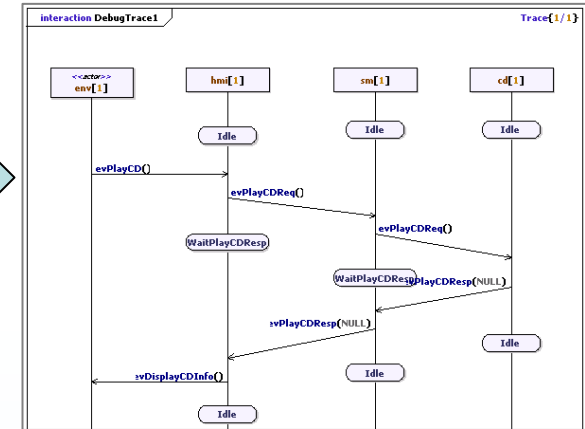 interaction DebugTrace1
Trace{1/1}
<<actor>>
env[1]
hmi[1]
sm[1]
cd[1]
Idle
Idle
Idle
evPlayCD()
evPlayCDReq()
evPlayCDReq()
WaitPlayCDResp
WaitPlayCDResp
evPlayCDResp(NULL)
evPlayCDResp(NULL)
Idle
Idle
evDisplayCDInfo()
Idle